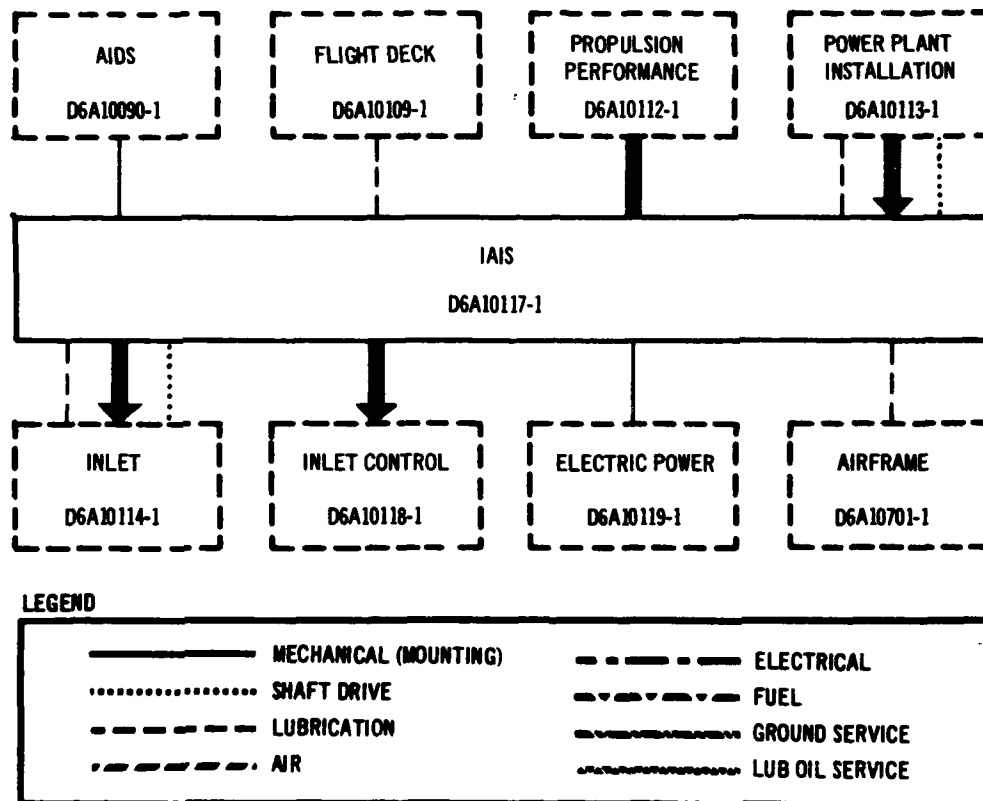 AIDS
D6A10090-1
FLIGHT DECK
D6A10109-1
PROPULSION
PERFORMANCE
D6A10112-1
POWER PLANT
INSTALLATION
D6A10113-1
IAIS
D6A10117-1
INLET
D6A10114-1
INLET CONTROL
D6A10118-1
ELECTRIC POWER
D6A10119-1
AIRFRAME
D6A10701-1
LEGEND
MECHANICAL (MOUNTING)
SHAFT DRIVE
LUBRICATION
AIR
ELECTRICAL
FUEL
GROUND SERVICE
LUB OIL SERVICE